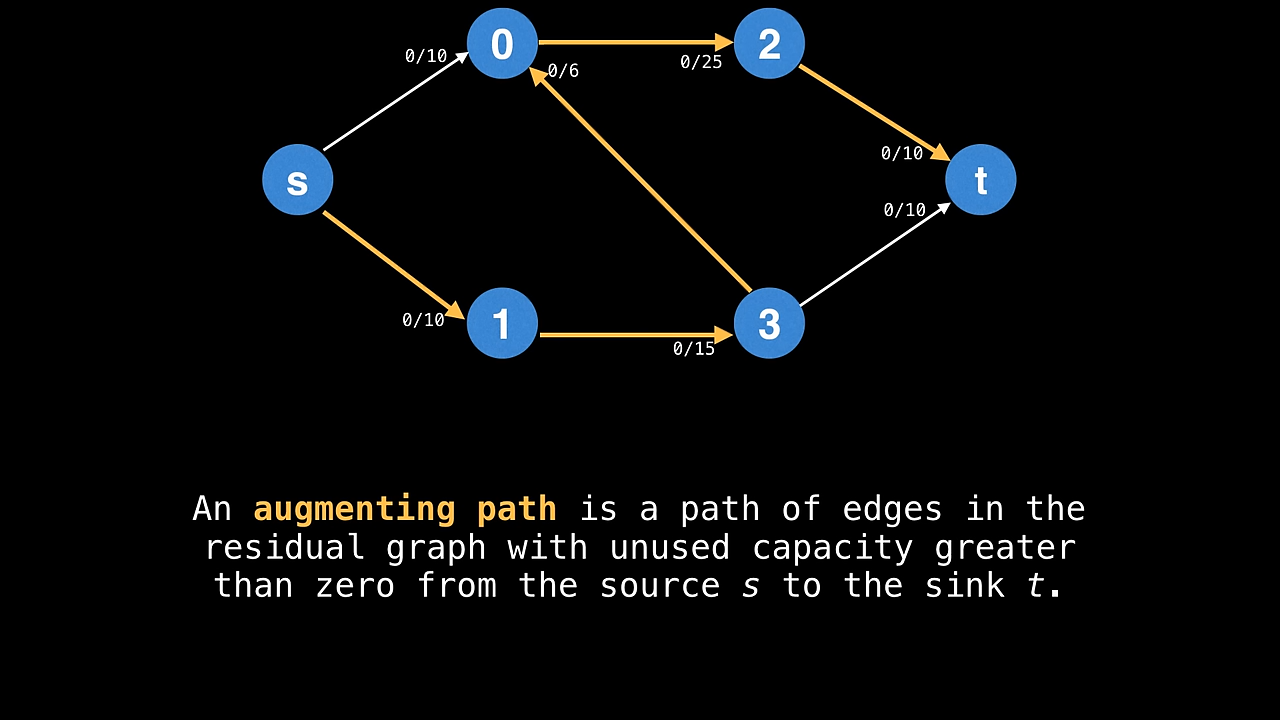 0
2
0/10
0/6
0/25
0/10
s
t
0/10
0/10
1
3
0/15
An augmenting path is a path of edges in the
residual graph with unused capacity greater
than zero from the source s to the sink t.